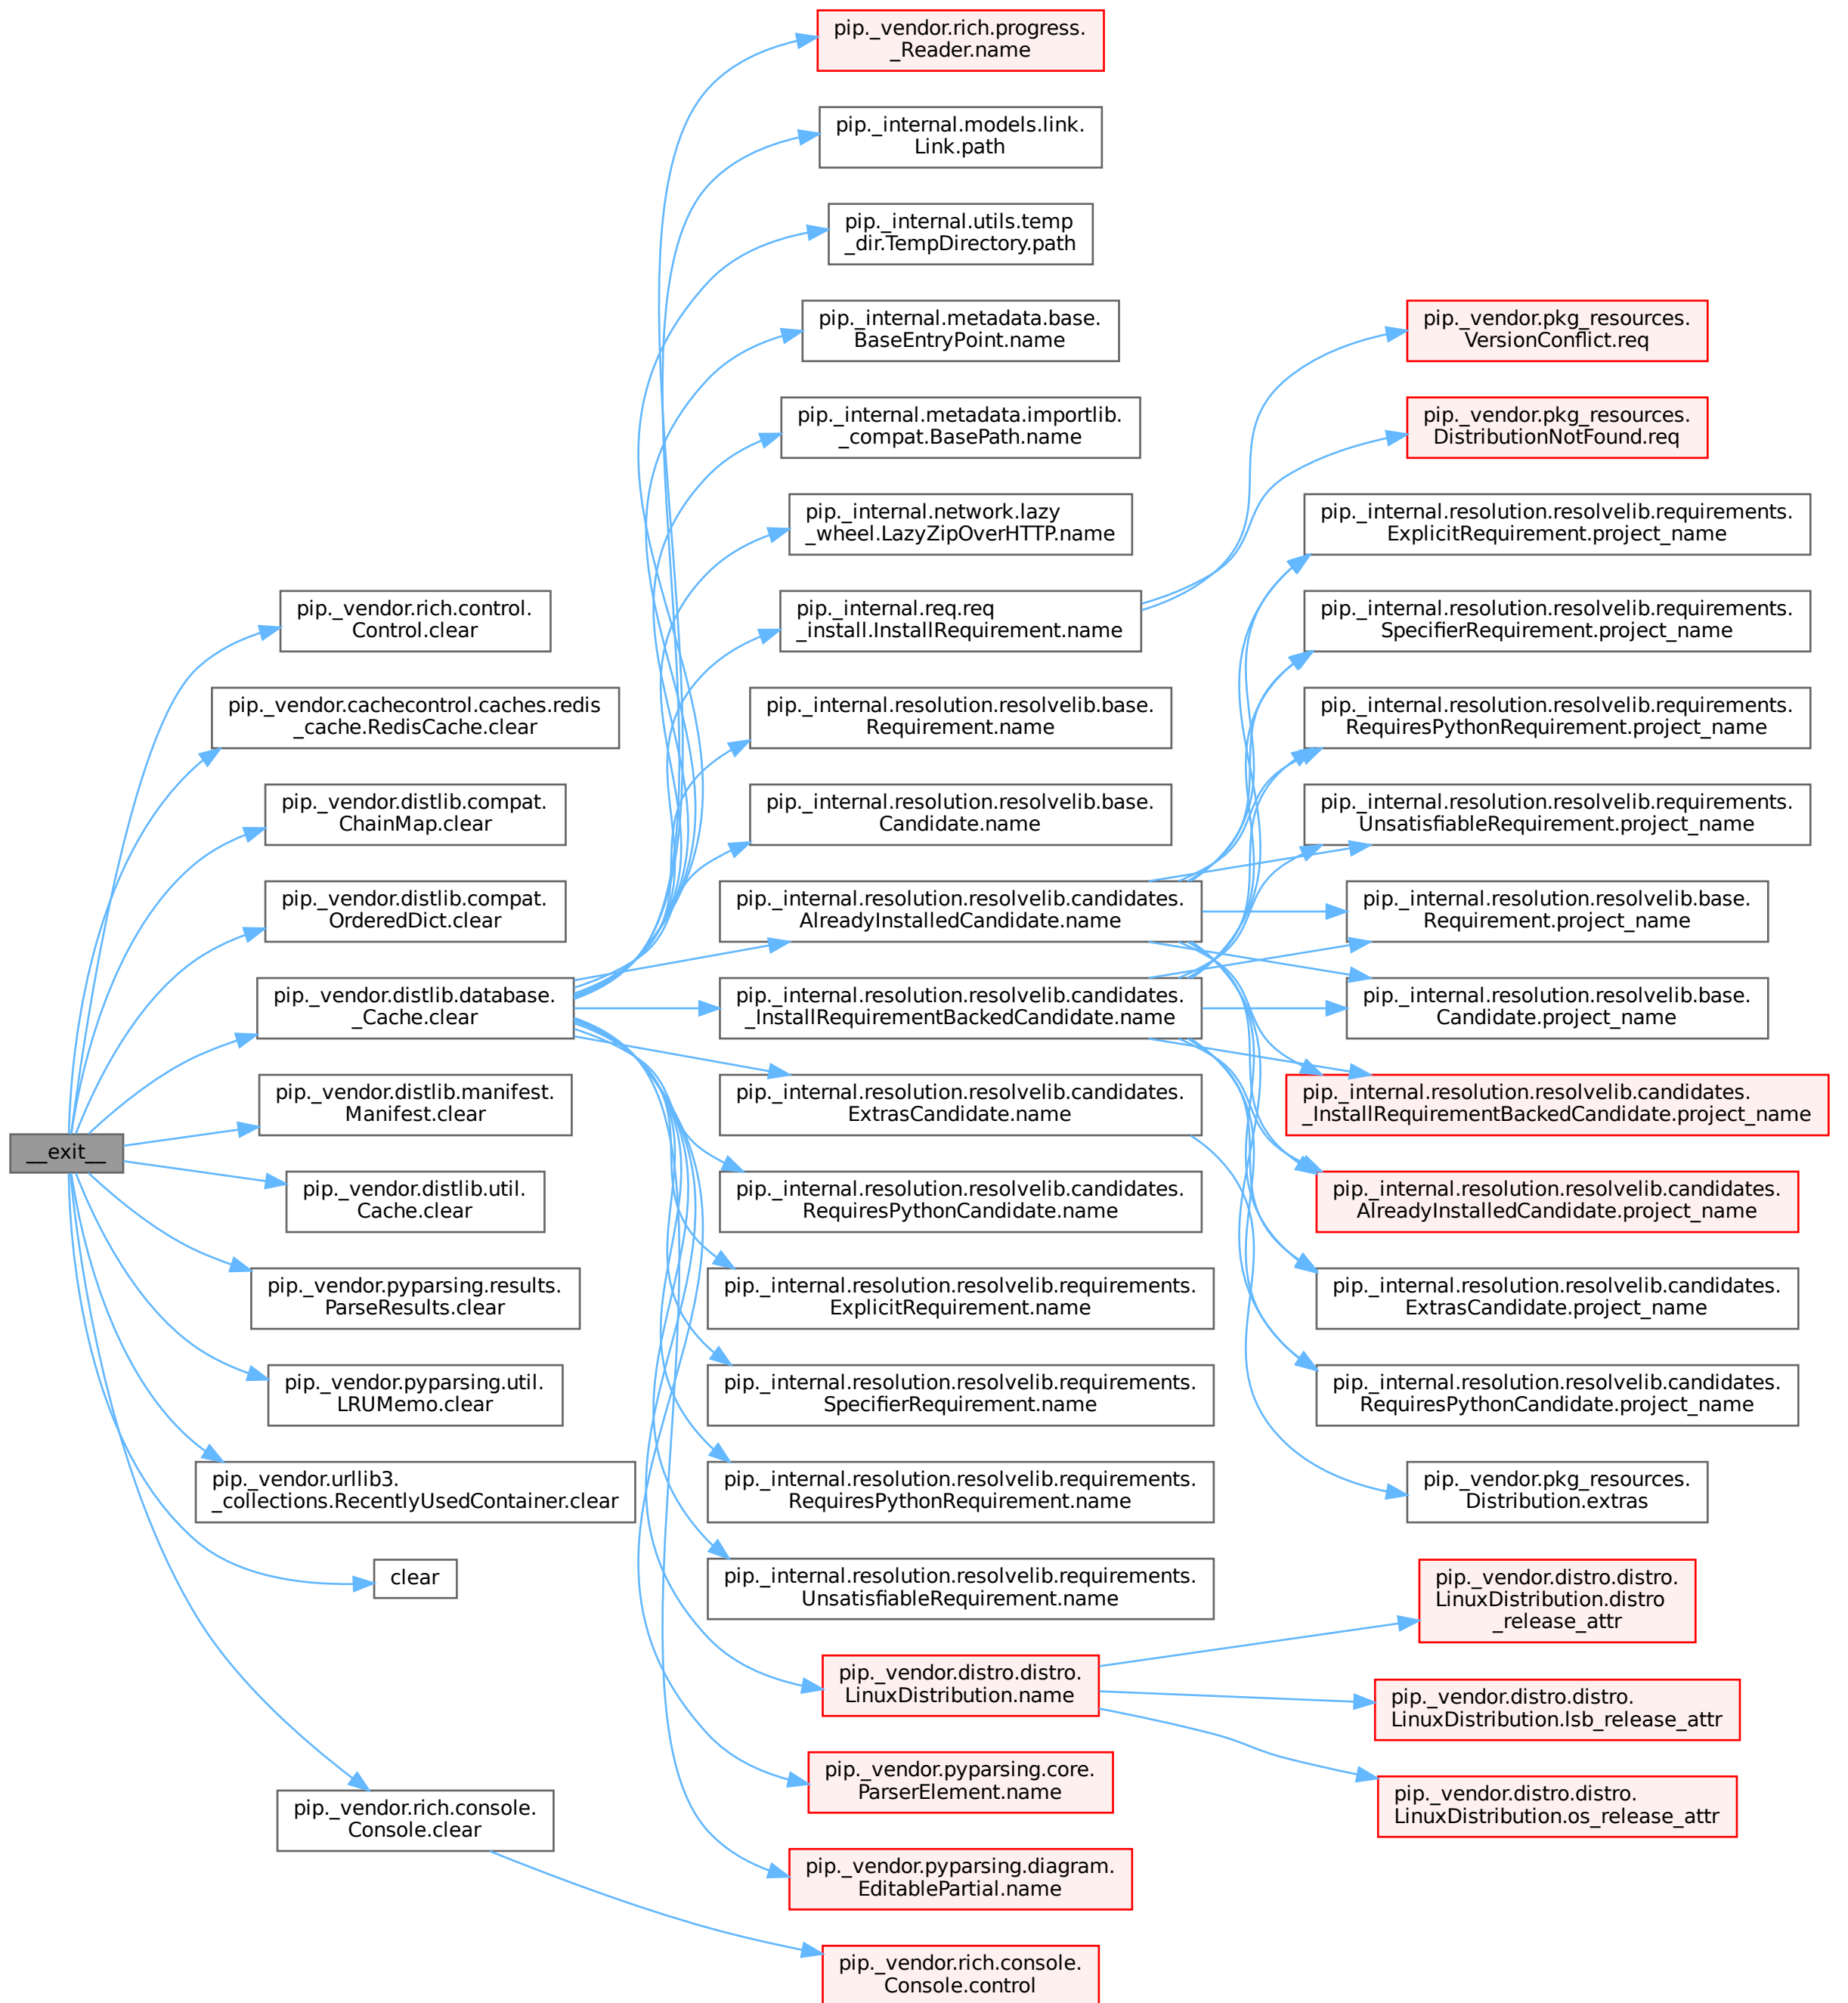 __exit__
pip._vendor.rich.control.
Control.clear
pip._vendor.cachecontrol.caches.redis
_cache.RedisCache.clear
pip._vendor.distlib.compat.
ChainMap.clear
pip._vendor.distlib.compat.
OrderedDict.clear
pip._vendor.distlib.database.
_Cache.clear
pip._vendor.distlib.manifest.
Manifest.clear
pip._vendor.distlib.util.
Cache.clear
pip._vendor.pyparsing.results.
ParseResults.clear
pip._vendor.pyparsing.util.
LRUMemo.clear
pip._vendor.urllib3.
_collections.RecentlyUsedContainer.clear
clear
pip._vendor.rich.console.
Console.clear
pip._vendor.rich.progress.
_Reader.name
pip._internal.models.link.
Link.path
pip._internal.utils.temp
_dir.TempDirectory.path
pip._internal.metadata.base.
BaseEntryPoint.name
pip._internal.metadata.importlib.
_compat.BasePath.name
pip._internal.network.lazy
_wheel.LazyZipOverHTTP.name
pip._internal.req.req
_install.InstallRequirement.name
pip._internal.resolution.resolvelib.base.
Requirement.name
pip._internal.resolution.resolvelib.base.
Candidate.name
pip._internal.resolution.resolvelib.candidates.
AlreadyInstalledCandidate.name
pip._internal.resolution.resolvelib.candidates.
_InstallRequirementBackedCandidate.name
pip._internal.resolution.resolvelib.candidates.
ExtrasCandidate.name
pip._internal.resolution.resolvelib.candidates.
RequiresPythonCandidate.name
pip._internal.resolution.resolvelib.requirements.
ExplicitRequirement.name
pip._internal.resolution.resolvelib.requirements.
SpecifierRequirement.name
pip._internal.resolution.resolvelib.requirements.
RequiresPythonRequirement.name
pip._internal.resolution.resolvelib.requirements.
UnsatisfiableRequirement.name
pip._vendor.distro.distro.
LinuxDistribution.name
pip._vendor.pyparsing.core.
ParserElement.name
pip._vendor.pyparsing.diagram.
EditablePartial.name
pip._vendor.rich.console.
Console.control
pip._vendor.pkg_resources.
VersionConflict.req
pip._vendor.pkg_resources.
DistributionNotFound.req
pip._internal.resolution.resolvelib.requirements.
ExplicitRequirement.project_name
pip._internal.resolution.resolvelib.requirements.
SpecifierRequirement.project_name
pip._internal.resolution.resolvelib.requirements.
RequiresPythonRequirement.project_name
pip._internal.resolution.resolvelib.requirements.
UnsatisfiableRequirement.project_name
pip._internal.resolution.resolvelib.base.
Requirement.project_name
pip._internal.resolution.resolvelib.base.
Candidate.project_name
pip._internal.resolution.resolvelib.candidates.
_InstallRequirementBackedCandidate.project_name
pip._internal.resolution.resolvelib.candidates.
AlreadyInstalledCandidate.project_name
pip._internal.resolution.resolvelib.candidates.
ExtrasCandidate.project_name
pip._internal.resolution.resolvelib.candidates.
RequiresPythonCandidate.project_name
pip._vendor.pkg_resources.
Distribution.extras
pip._vendor.distro.distro.
LinuxDistribution.distro
_release_attr
pip._vendor.distro.distro.
LinuxDistribution.lsb_release_attr
pip._vendor.distro.distro.
LinuxDistribution.os_release_attr